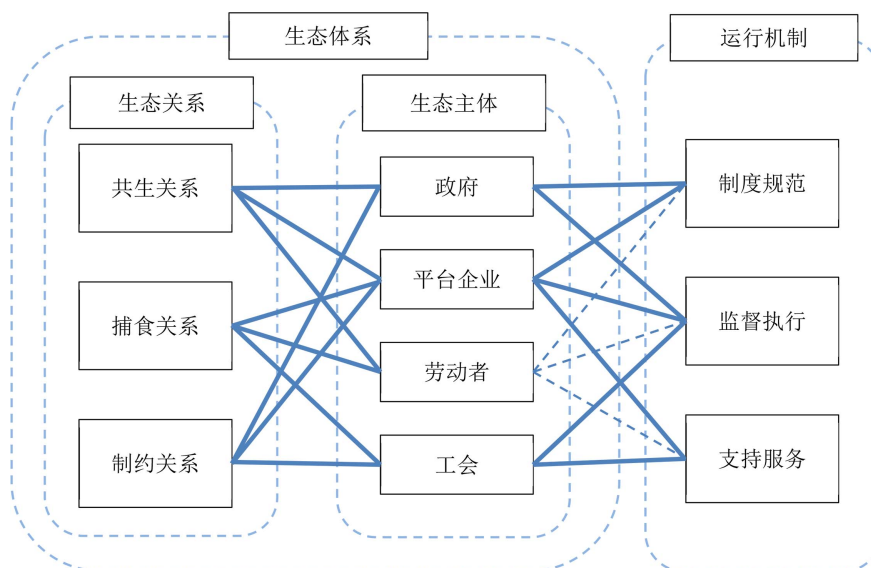 生态体系
运行机制
生态关系
生态主体
共生关系
政府
制度规范
平台企业
捕食关系
监督执行
劳动者
制约关系
工会
支持服务